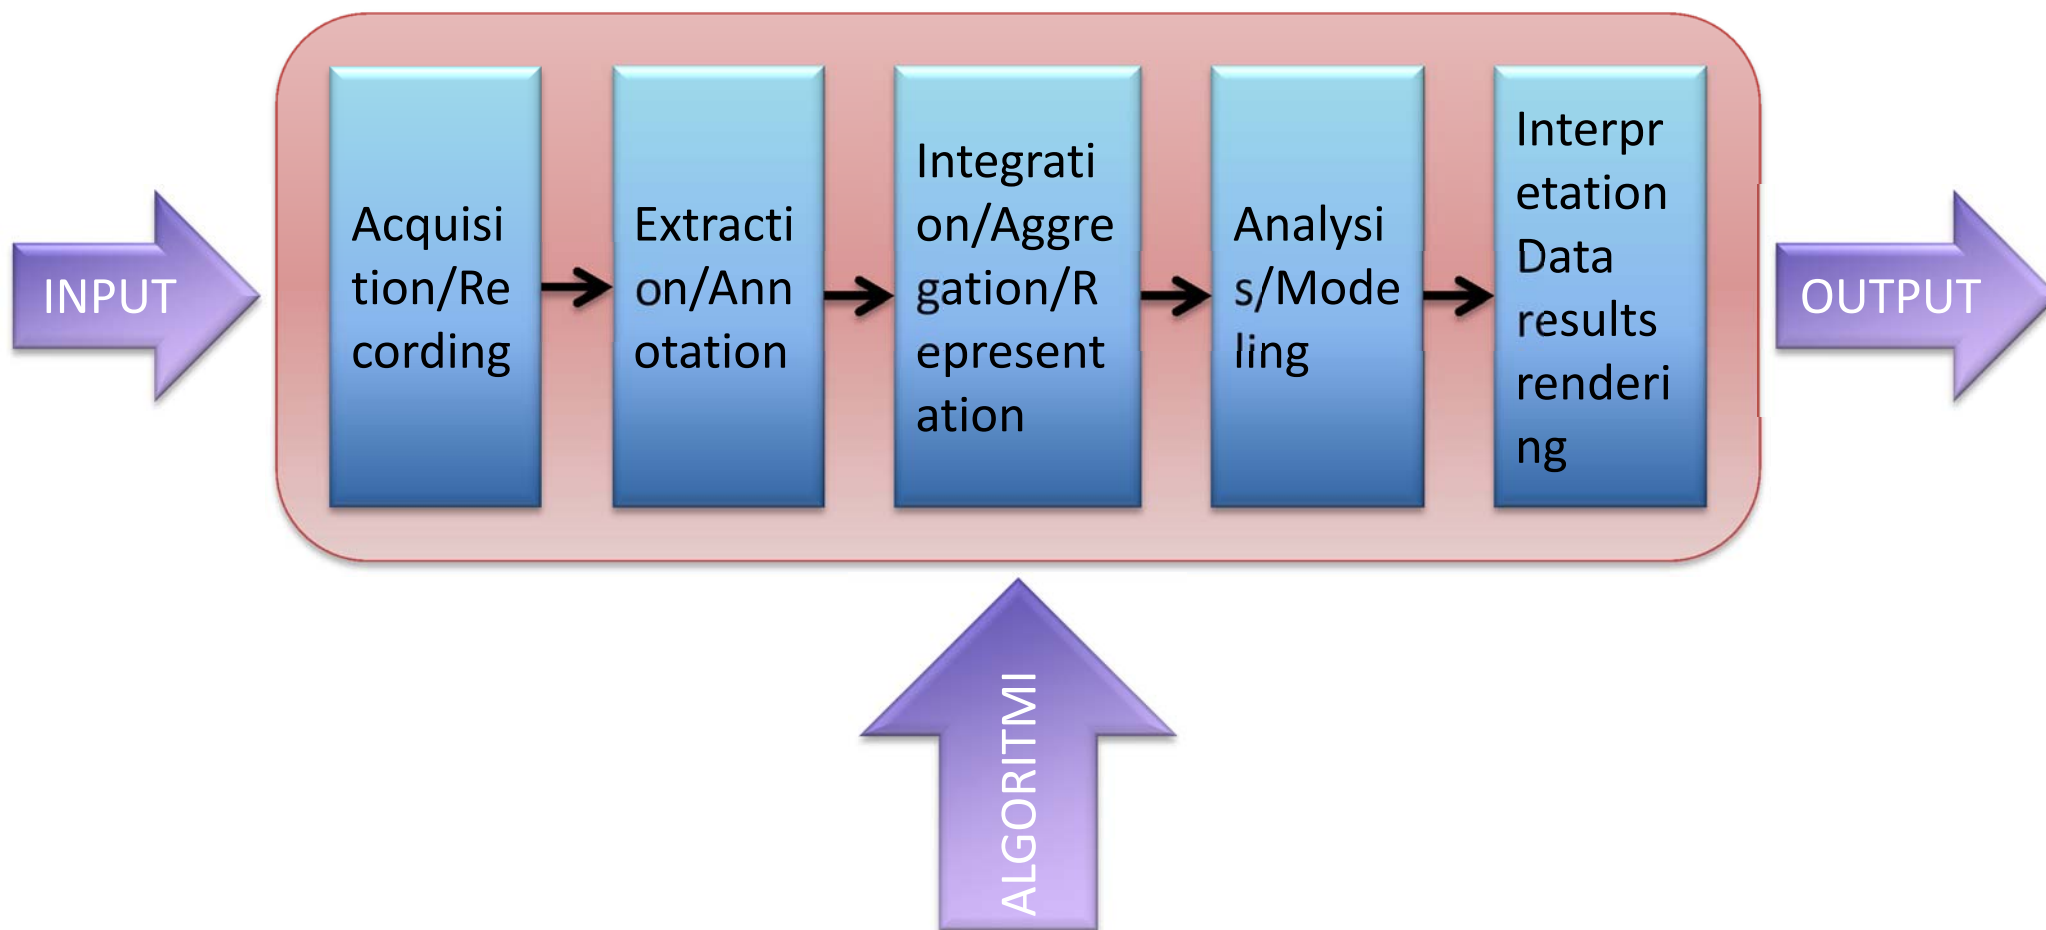 INPUT
Acquisi
tion/Re
cording
Extracti
on/Ann
otation
Integrati
on/Aggre
gation/R
epresent
ation
Analysi
s/Mode
ling
Interpr
etation
Data
results
renderi
ng
OUTPUT
ALGORITMI